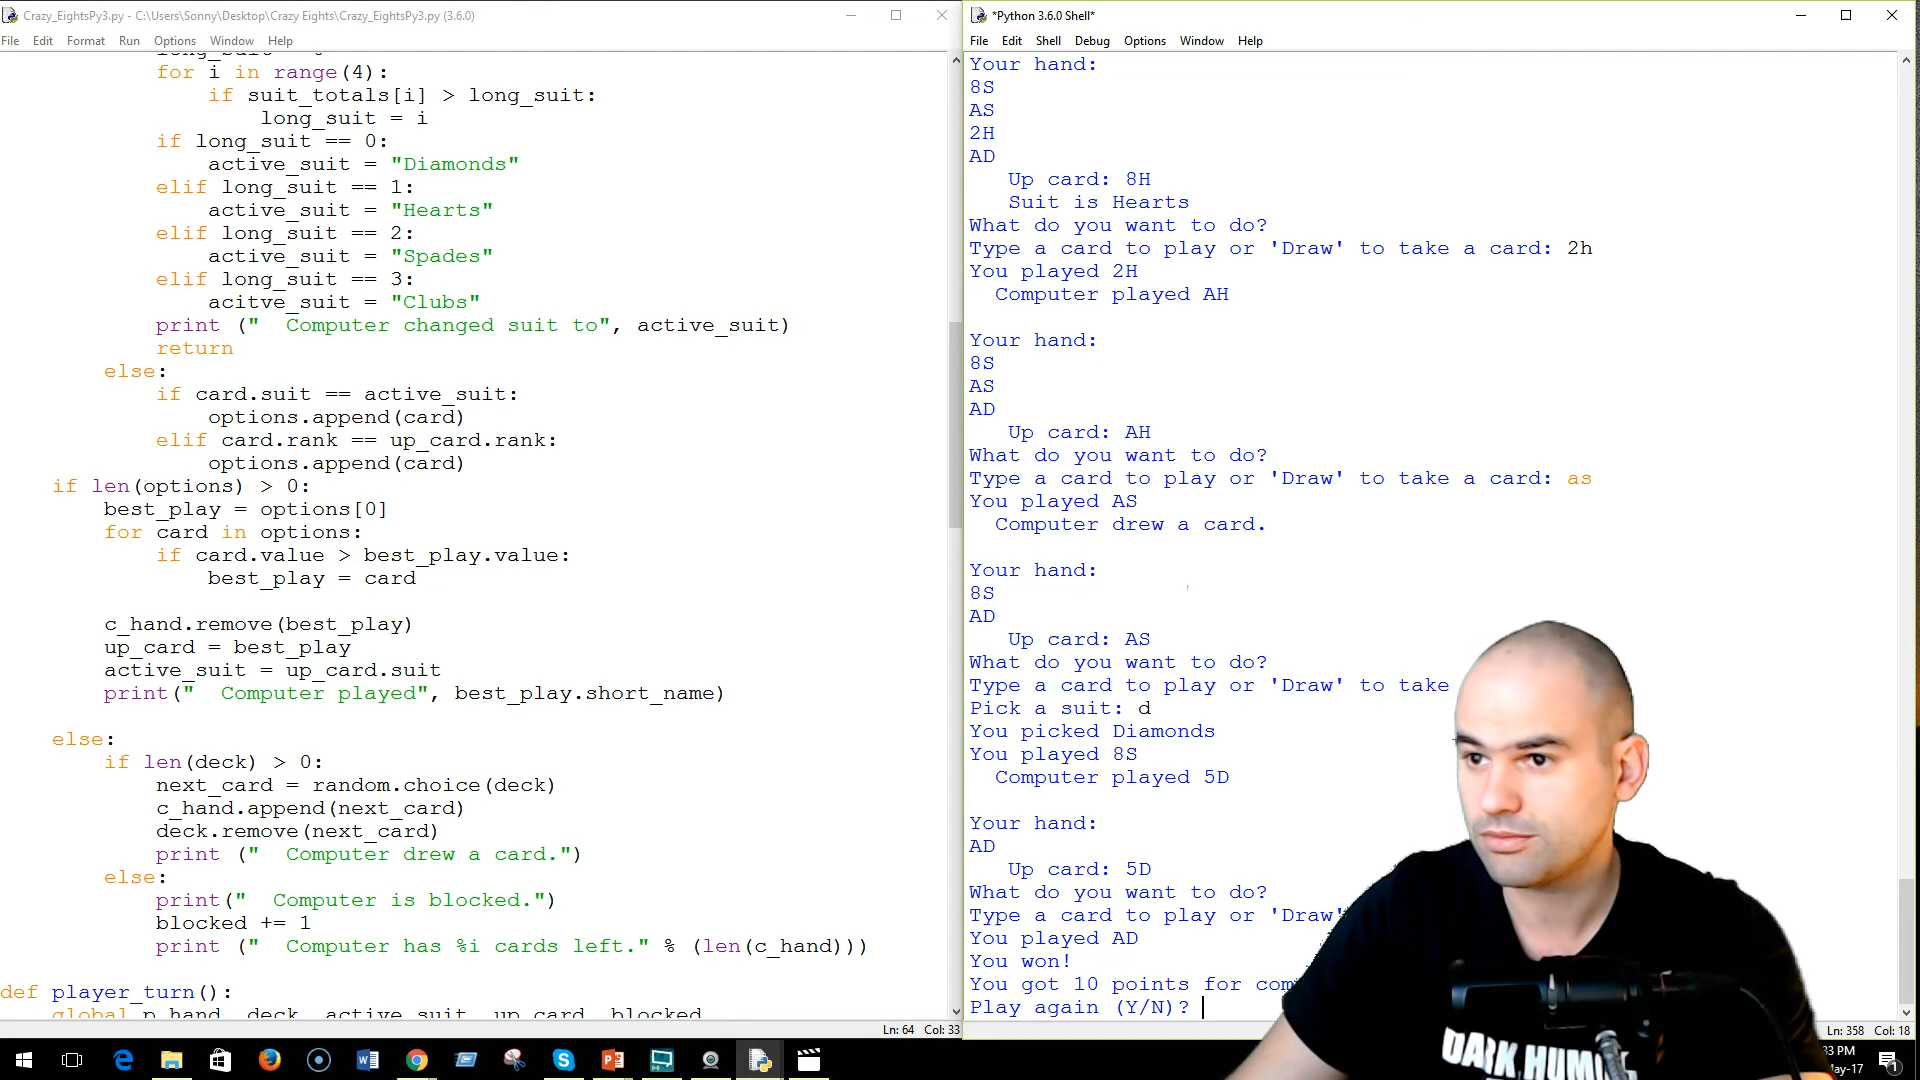 Crazy_EightsPy3.py - C:\Users\Sonny\Desktop\Crazy Eights\Crazy_EightsPy3.py (3.6.0)
File Edit Format Run Options Window Help
for i in range(4):
if suit_totals[i] > long_suit:
long_suit = i
if long_suit == 0:
active_suit = "Diamonds"
elif long_suit == 1:
active_suit = "Hearts"
elif long_suit == 2:
active_suit = "Spades"
elif long_suit == 3:
acitve_suit = "Clubs"
print ("  Computer changed suit to", active_suit)
return
else:
if card.suit == active_suit:
options.append(card)
elif card.rank == up_card.rank:
options.append(card)
if len(options) > 0:
best_play = options[0]
for card in options:
if card.value > best_play.value:
best_play = card
c_hand.remove(best_play)
up_card = best_play
active_suit = up_card.suit
print("  Computer played", best_play.short_name)
else:
if len(deck) > 0:
next_card = random.choice(deck)
c_hand.append(next_card)
deck.remove(next_card)
print ("  Computer drew a card.")
else:
print("  Computer is blocked.")
blocked += 1
print ("  Computer has %i cards left." % (len(c_hand)))
def player_turn():
global p_hand, deck, active_suit, up_card, blocked
Ln: 64 Col: 33
*Python 3.6.0 Shell*
File Edit Shell Debug Options Window Help
Your hand:
8S
AS
2H
AD
Up card: 8H
Suit is Hearts
What do you want to do?
Type a card to play or 'Draw' to take a card: 2h
You played 2H
Computer played AH
Your hand:
8S
AS
AD
Up card: AH
What do you want to do?
Type a card to play or 'Draw' to take a card: as
You played AS
Computer drew a card.
Your hand:
8S
AD
Up card: AS
What do you want to do?
Type a card to play or 'Draw' to take
Pick a suit: d
You picked Diamonds
You played 8S
Computer played 5D
Your hand:
AD
Up card: 5D
What do you want to do?
Type a card to play or 'Draw'
You played AD
You won!
You got 10 points for com
Play again (Y/N)?
Ln: 358 Col: 18
DARK HUM
33 PM
May-17
1